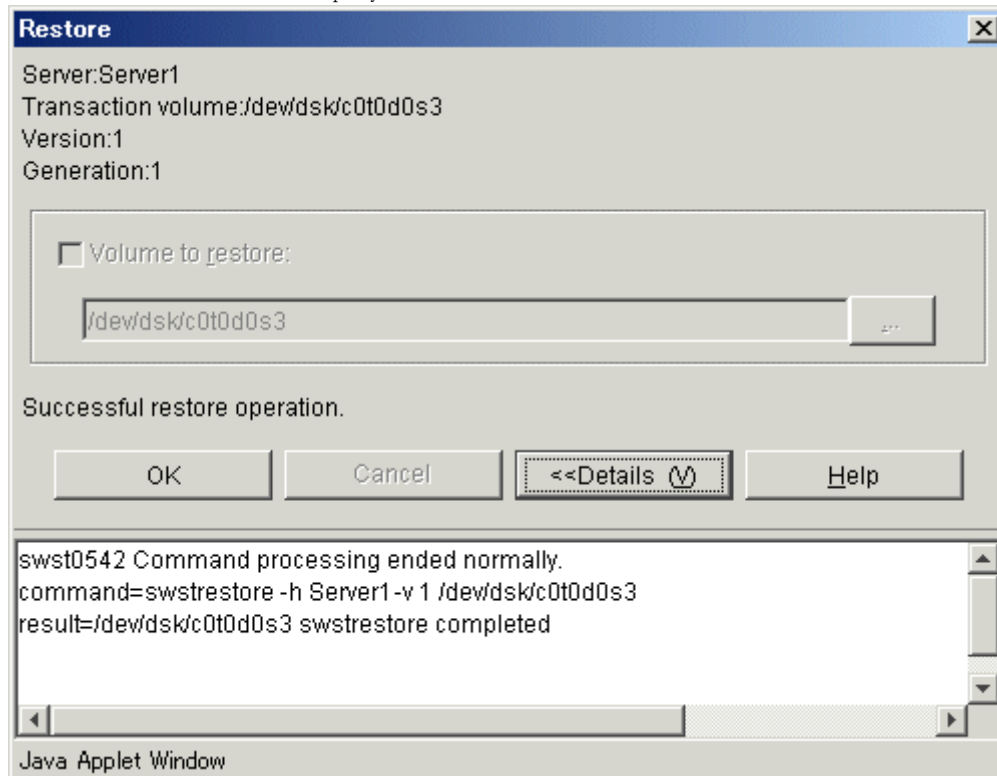 Restore
Server:Server1
Transaction volume:/dev/dsk/c0t0d0s3
Version:1
Generation:1
Volume to restore:
/dev/dsk/c0t0d0s3
...
Successful restore operation.
OK Cancel <<Details (V) Help
swst0542 Command processing ended normally.
command=swstrestore -h Server1-v 1 /dev/dsk/c0t0d0s3
result=/dev/dsk/c0t0d0s3 swstrestore completed
Java Applet Window